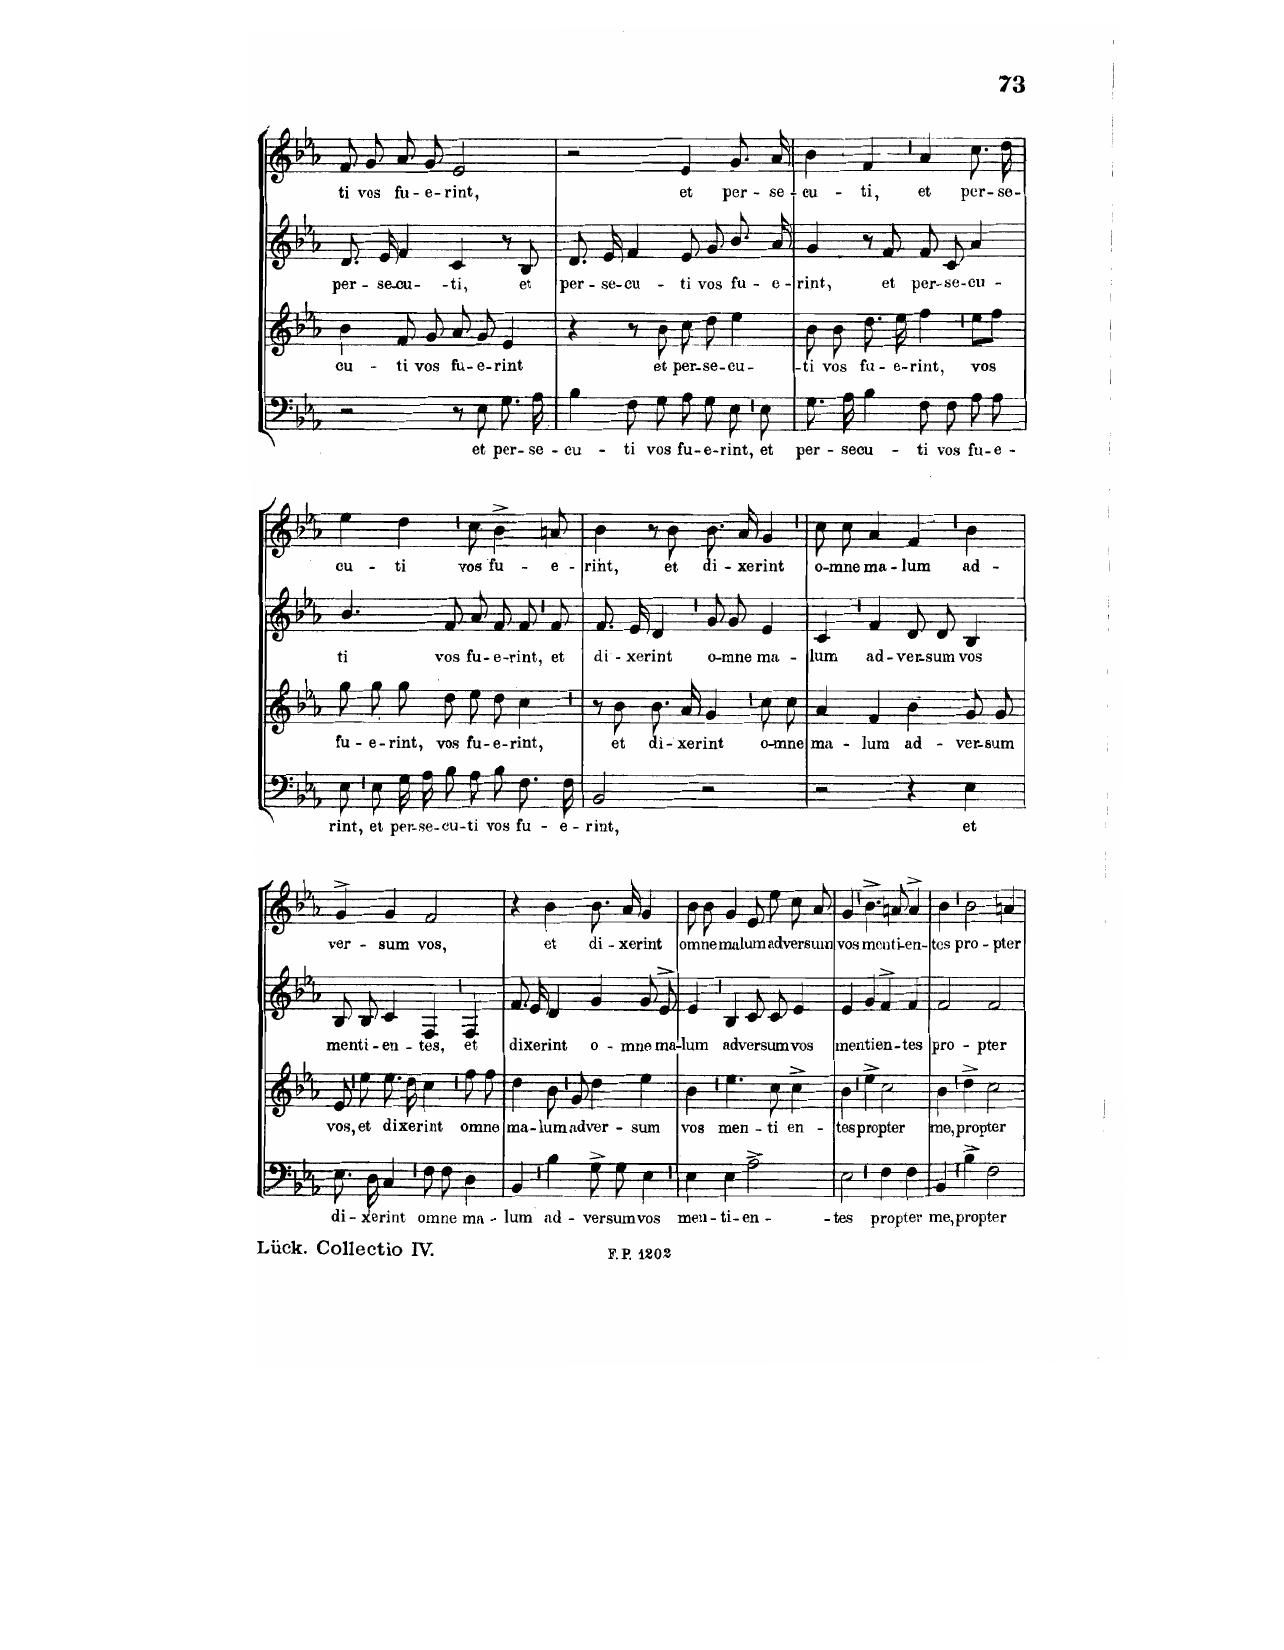 73
ti vos fu-e-rint, et per-se-cu-ti, et per-se-
per-se-cu-ti, et per-se-cu-ti vos fu-e-rint, et per-se-cu-
cu-ti vos fu-e-rint et per-se-cu-ti vos fu-e-rint, vos
et per-se-cu-ti vos fu-e-rint, et per-secu-ti vos fu-e-
cu-ti vos fu-e-rint, et di-xerint o-mne ma-lum ad-
ti vos fu-e-rint, et di-xerint o-mne ma-lum ad-ver-sum vos
fu-e-rint, vos fu-e-rint, et di-xerint o-mne ma-lum ad-ver-sum
rint, et per-se-cu-ti vos fu-e-rint, et
ver-sum vos, et di-xerint omne malum adversum vos menti-en-tes pro-pter
menti-en-tes, et dixerint o-mne ma-lum adversum vos mentien-tes pro-pter
vos, et dixerint omne ma-lum adver-sum vos men-ti en-tes propter me, propter
di-xerint omne ma-lum ad-versum vos men-ti-en-tes propter me, propter
Lück. Collectio IV. F. P. 1202